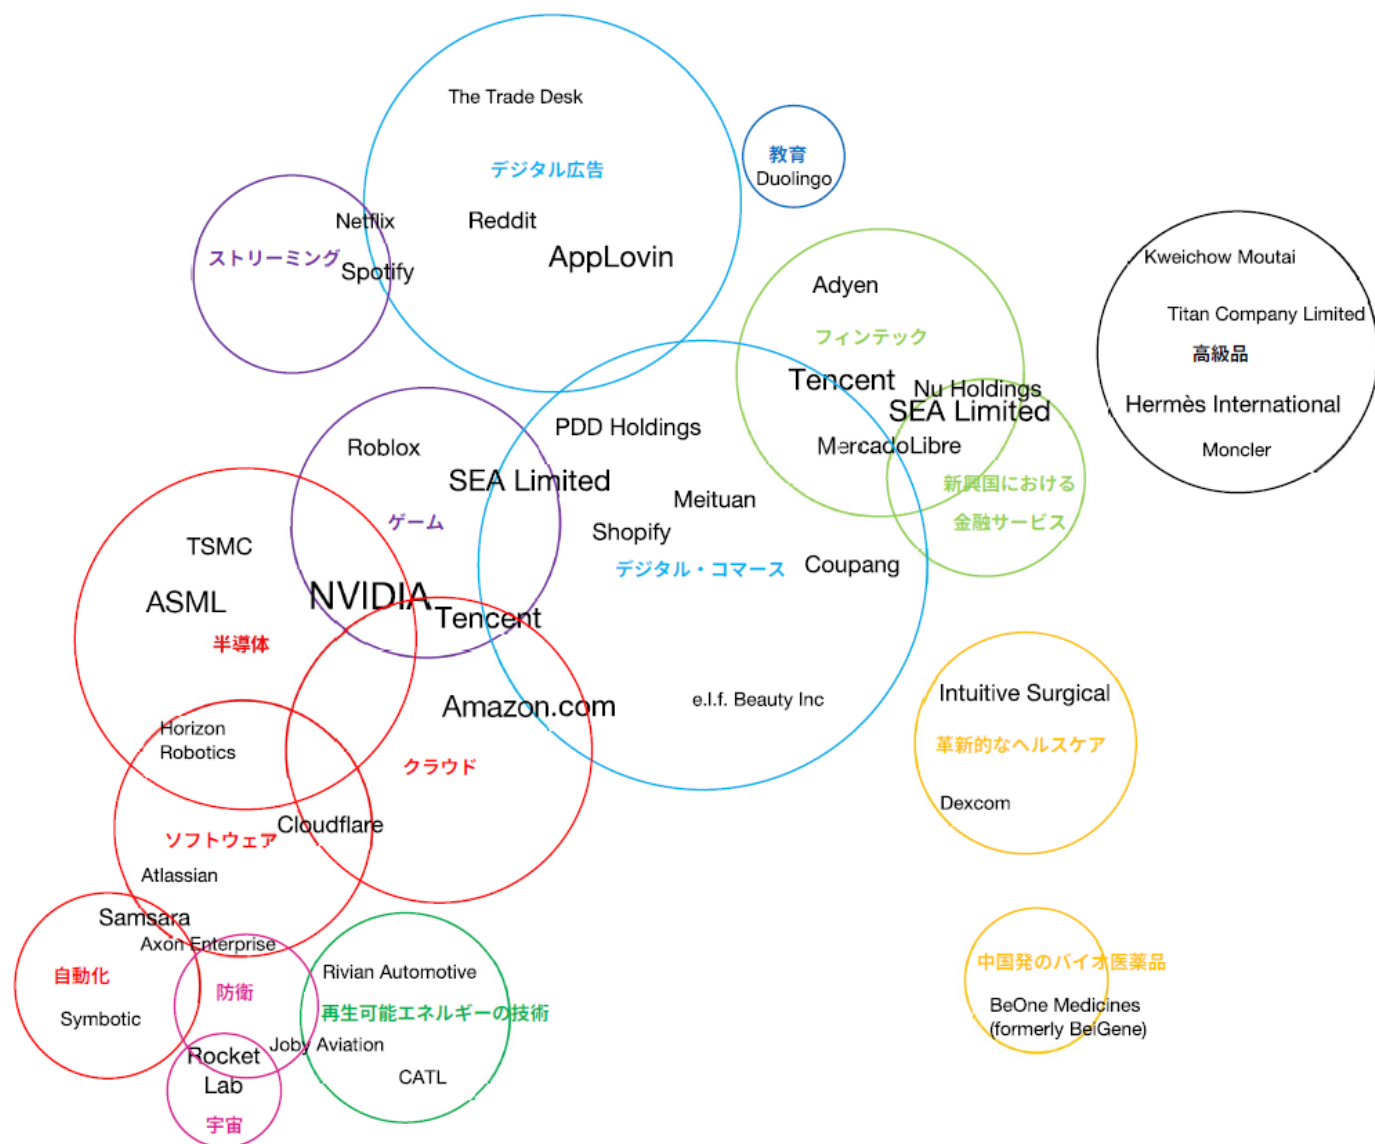 The Trade Desk
デジタル広告
教育
Duolingo
Netflix
Reddit
ストリーミング
Spotify
AppLovin
Kweichow Moutai
Adyen
Titan Company Limited
フィンテック
高級品
Tencent
Nu Holdings
SEA Limited
Hermès International
PDD Holdings
Roblox
MercadoLibre
Moncler
SEA Limited
新興国における
金融サービス
Meituan
ゲーム
Shopify
TSMC
デジタル・コマース
Coupang
NVIDIA
ASML
Tencent
半導体
Intuitive Surgical
e.l.f. Beauty Inc
Amazon.com
Horizon
Robotics
革新的なヘルスケア
クラウド
Dexcom
Cloudflare
ソフトウェア
Atlassian
Samsara
Axon Enterprise
中国発のバイオ医薬品
自動化
Rivian Automotive
防衛
BeOne Medicines
(formerly BeiGene)
再生可能エネルギーの技術
Symbotic
Joby Aviation
Rocket
Lab
CATL
宇宙